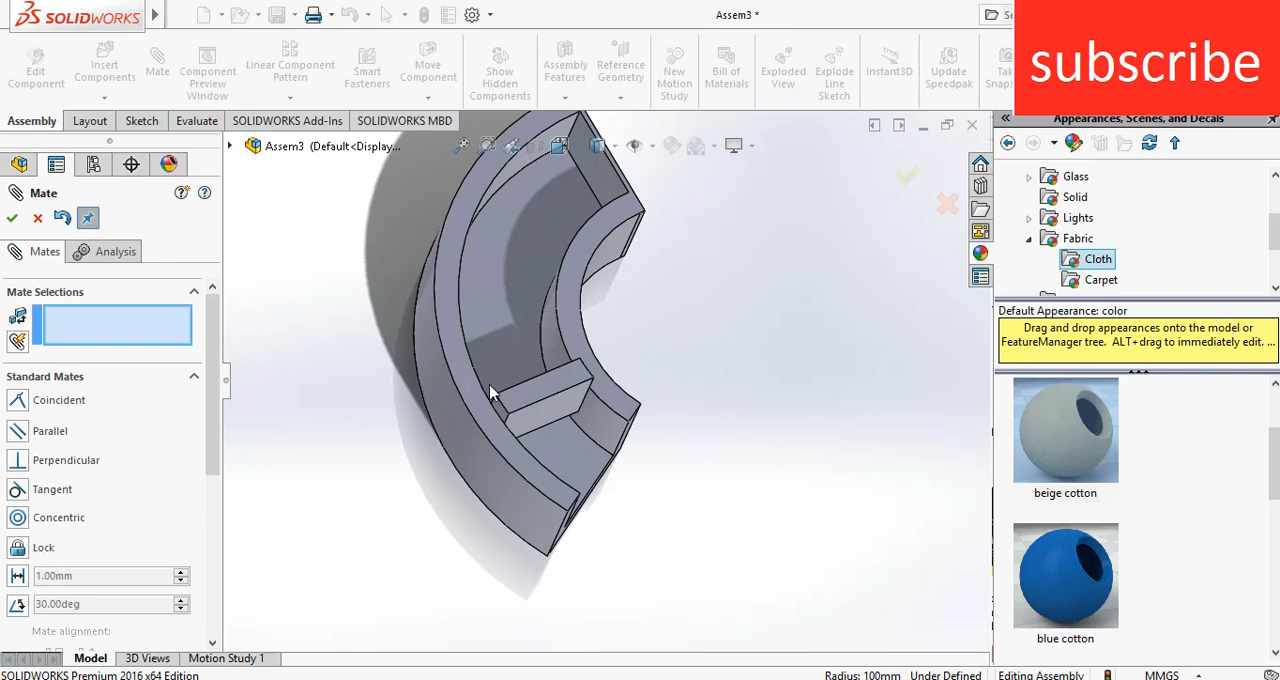 SOLIDWORKS
Assem3 *
subscribe
Edit Component
Insert Components
Mate
Component Preview Window
Linear Component Pattern
Smart Fasteners
Move Component
Show Hidden Components
Assembly Features
Reference Geometry
New Motion Study
Bill of Materials
Exploded View
Explode Line Sketch
Instant3D
Update Speedpak
Assembly
Layout
Sketch
Evaluate
SOLIDWORKS Add-Ins
SOLIDWORKS MBD
Appearances, Scenes, and Decals
Assem3 (Default<Display...
Mate
Mates
Analysis
Mate Selections
Standard Mates
Coincident
Parallel
Perpendicular
Tangent
Concentric
Lock
1.00mm
30.00deg
Mate alignment:
Glass
Solid
Lights
Fabric
Cloth
Carpet
Default Appearance: color
Drag and drop appearances onto the model or
FeatureManager tree. ALT+drag to immediately edit. ...
beige cotton
blue cotton
Model
3D Views
Motion Study 1
SOLIDWORKS Premium 2016 x64 Edition
Radius: 100mm
Under Defined
Editing Assembly
MMGS